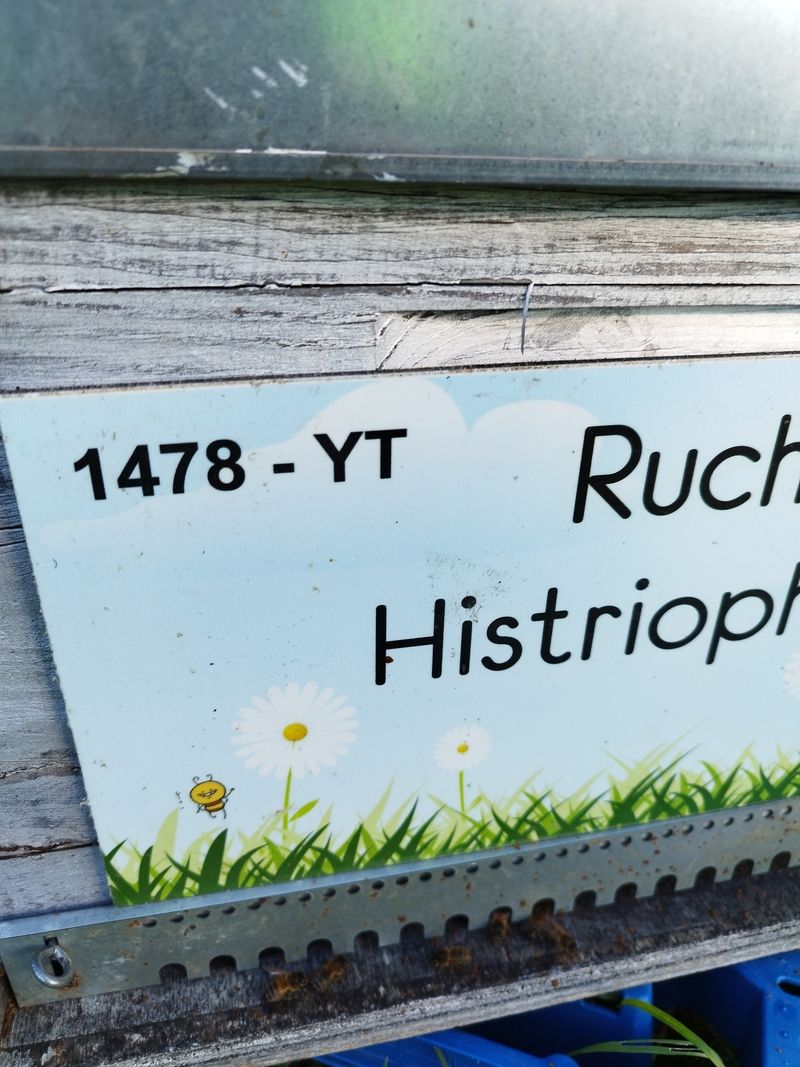 1478 - YT
Ruch
Histrioph